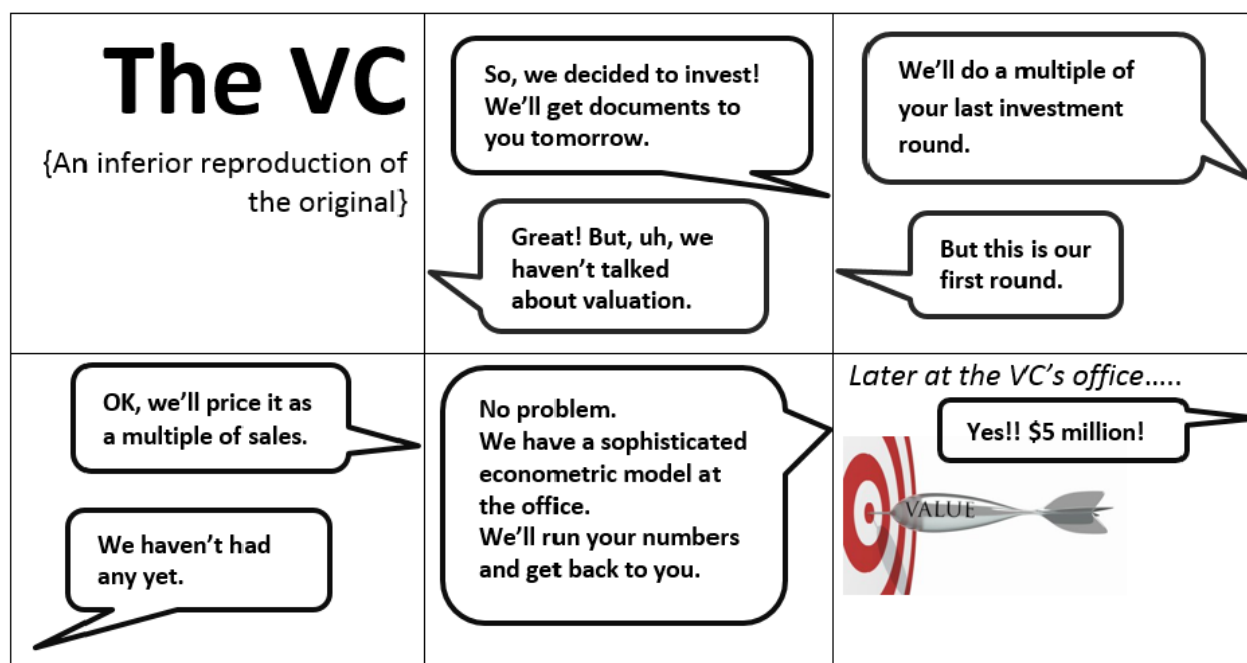 The VC
{An inferior reproduction of
the original}
So, we decided to invest!
We’ll get documents to
you tomorrow.
Great! But, uh, we
haven’t talked
about valuation.
We’ll do a multiple of
your last investment
round.
But this is our
first round.
OK, we’ll price it as
a multiple of sales.
We haven’t had
any yet.
No problem.
We have a sophisticated
econometric model at
the office.
We’ll run your numbers
and get back to you.
Later at the VC’s office…..
Yes!! $5 million!
VALUE